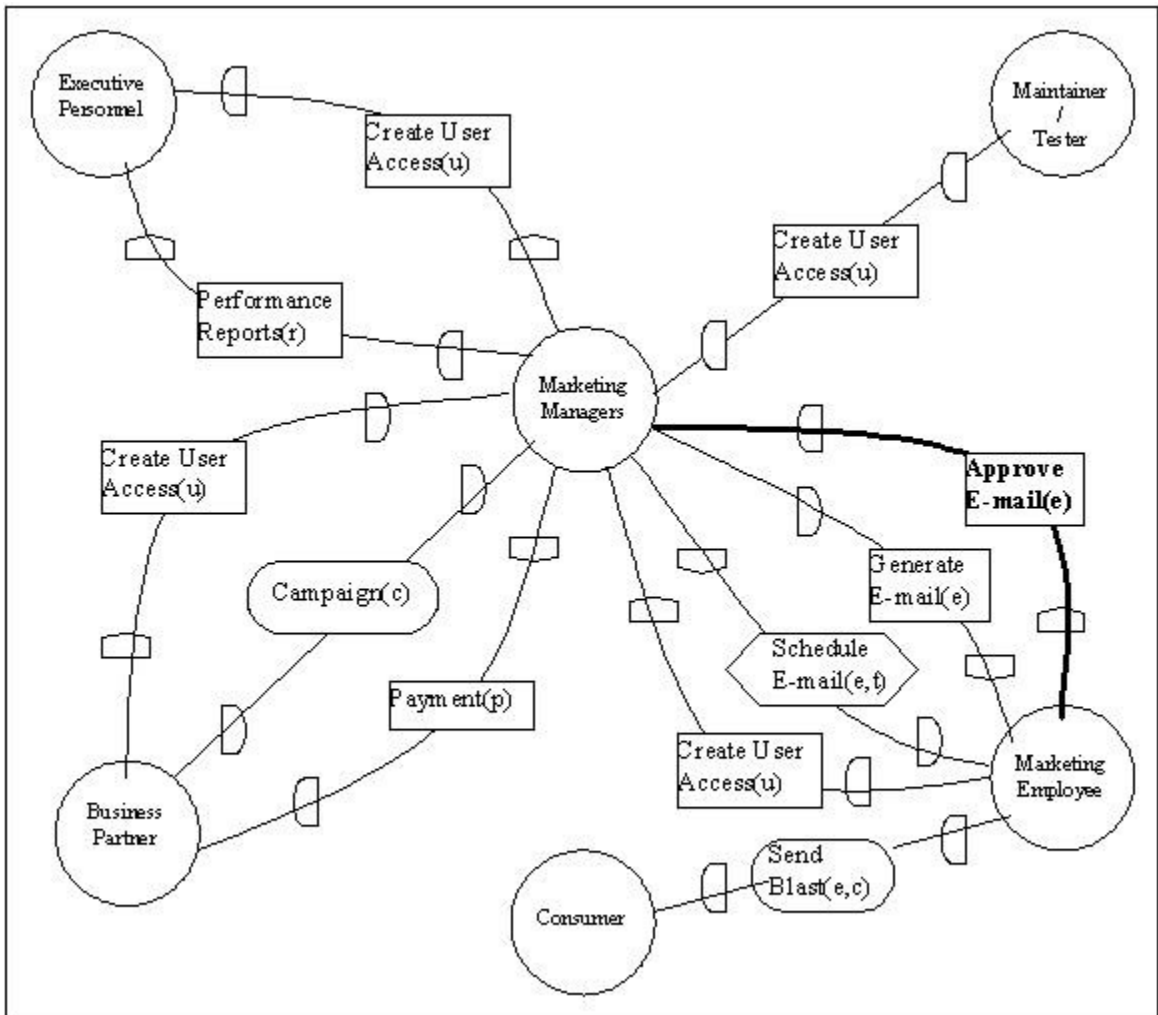 Executive
Personnel
Maintainer
/
Tester
Create User
Access(u)
Create User
Access(u)
Performance
Reports(r)
Marketing
Managers
Create User
Access(u)
Approve
E-mail(e)
Generate
E-mail(e)
Campaign(c)
Schedule
E-mail(e,t)
Payment(p)
Create User
Access(u)
Marketing
Employee
Business
Partner
Send
Blast(e,c)
Consumer